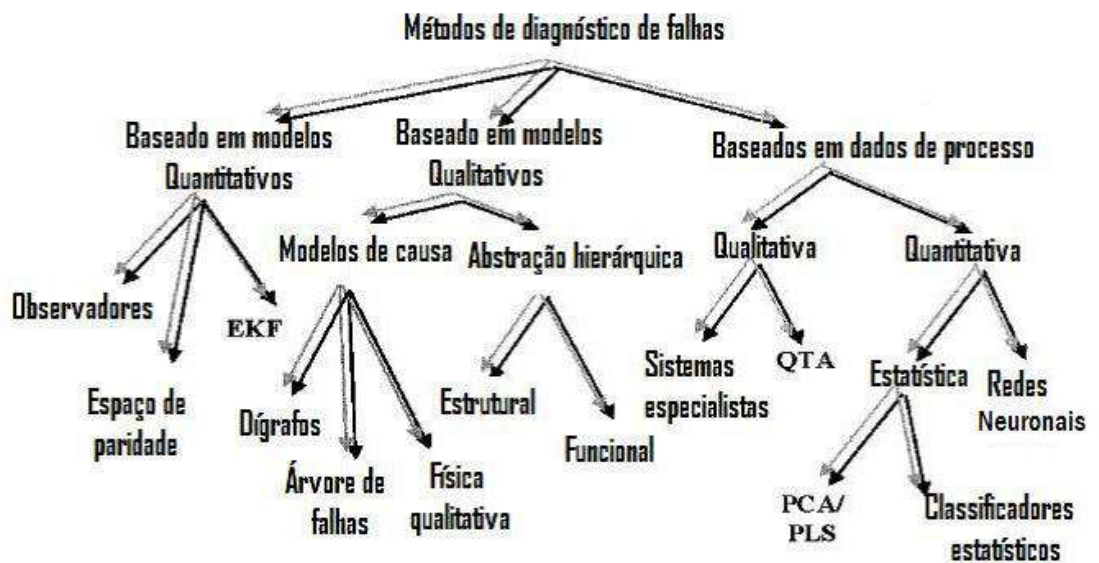 Métodos de diagnóstico de falhas
Baseado em modelos
Quantitativos
Baseado em modelos
Qualitativos
Baseados em dados de processo
Modelos de causa
Abstração hierárquica
Qualitativa
Quantitativa
Observadores
EKF
Espaço de
paridade
Dígrafos
Árvore de
falhas
Física
qualitativa
Estrutural
Funcional
Sistemas
especialistas
QTA
Estatística
Redes
Neuronais
PCA/
PLS
Classificadores
estatísticos